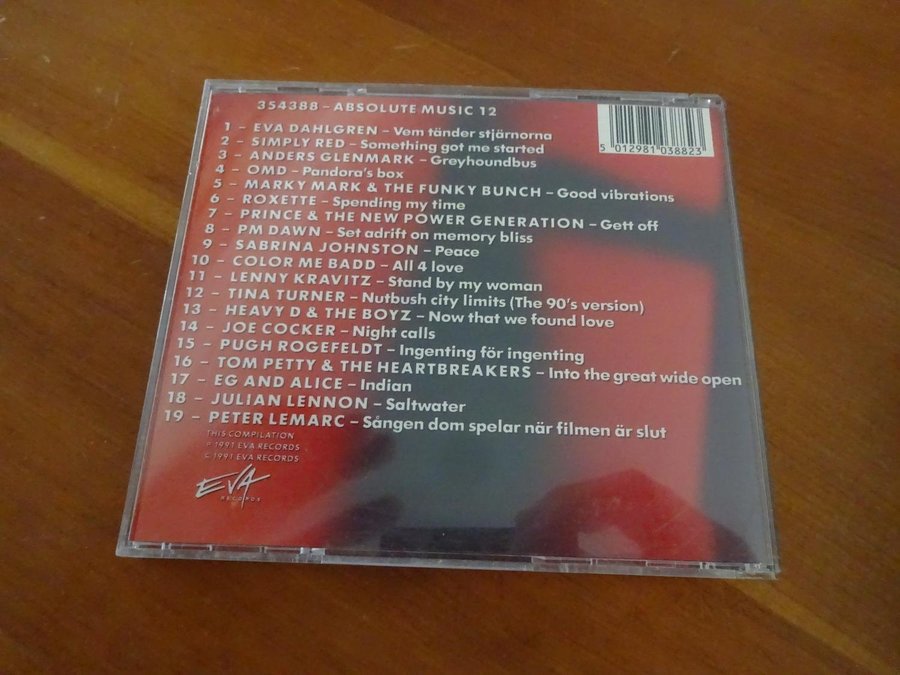 354388 – ABSOLUTE MUSIC 12
5 012981 038823
1 – EVA DAHLGREN – Vem tänder stjärnorna
2 – SIMPLY RED – Something got me started
3 – ANDERS GLENMARK – Greyhoundbus
4 – OMD – Pandora's box
5 – MARKY MARK & THE FUNKY BUNCH – Good vibrations
6 – ROXETTE – Spending my time
7 – PRINCE & THE NEW POWER GENERATION – Gett off
8 – PM DAWN – Set adrift on memory bliss
9 – SABRINA JOHNSTON – Peace
10 – COLOR ME BADD – All 4 love
11 – LENNY KRAVITZ – Stand by my woman
12 – TINA TURNER – Nutbush city limits (The 90's version)
13 – HEAVY D & THE BOYZ – Now that we found love
14 – JOE COCKER – Night calls
15 – PUGH ROGEFELDT – Ingenting för ingenting
16 – TOM PETTY & THE HEARTBREAKERS – Into the great wide open
17 – EG AND ALICE – Indian
18 – JULIAN LENNON – Saltwater
19 – PETER LEMARC – Sången dom spelar när filmen är slut
THIS COMPILATION
℗ 1991 EVA RECORDS
© 1991 EVA RECORDS
EVA
RECORDS